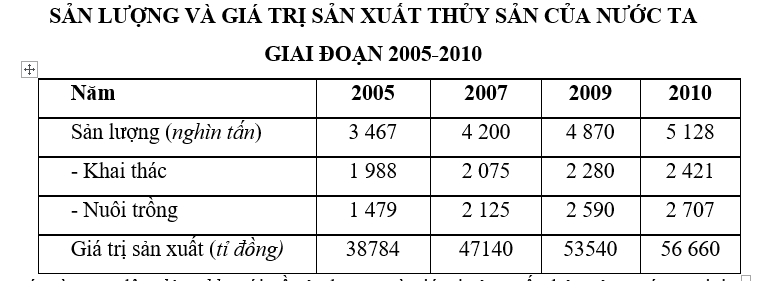 SẢN LƯỢNG VÀ GIÁ TRỊ SẢN XUẤT THỦY SẢN CỦA NƯỚC TA
GIAI ĐOẠN 2005-2010
Năm 2005 2007 2009 2010
Sản lượng (nghìn tấn) 3 467 4 200 4 870 5 128
- Khai thác 1 988 2 075 2 280 2 421
- Nuôi trồng 1 479 2 125 2 590 2 707
Giá trị sản xuất (tỉ đồng) 38784 47140 53540 56 660